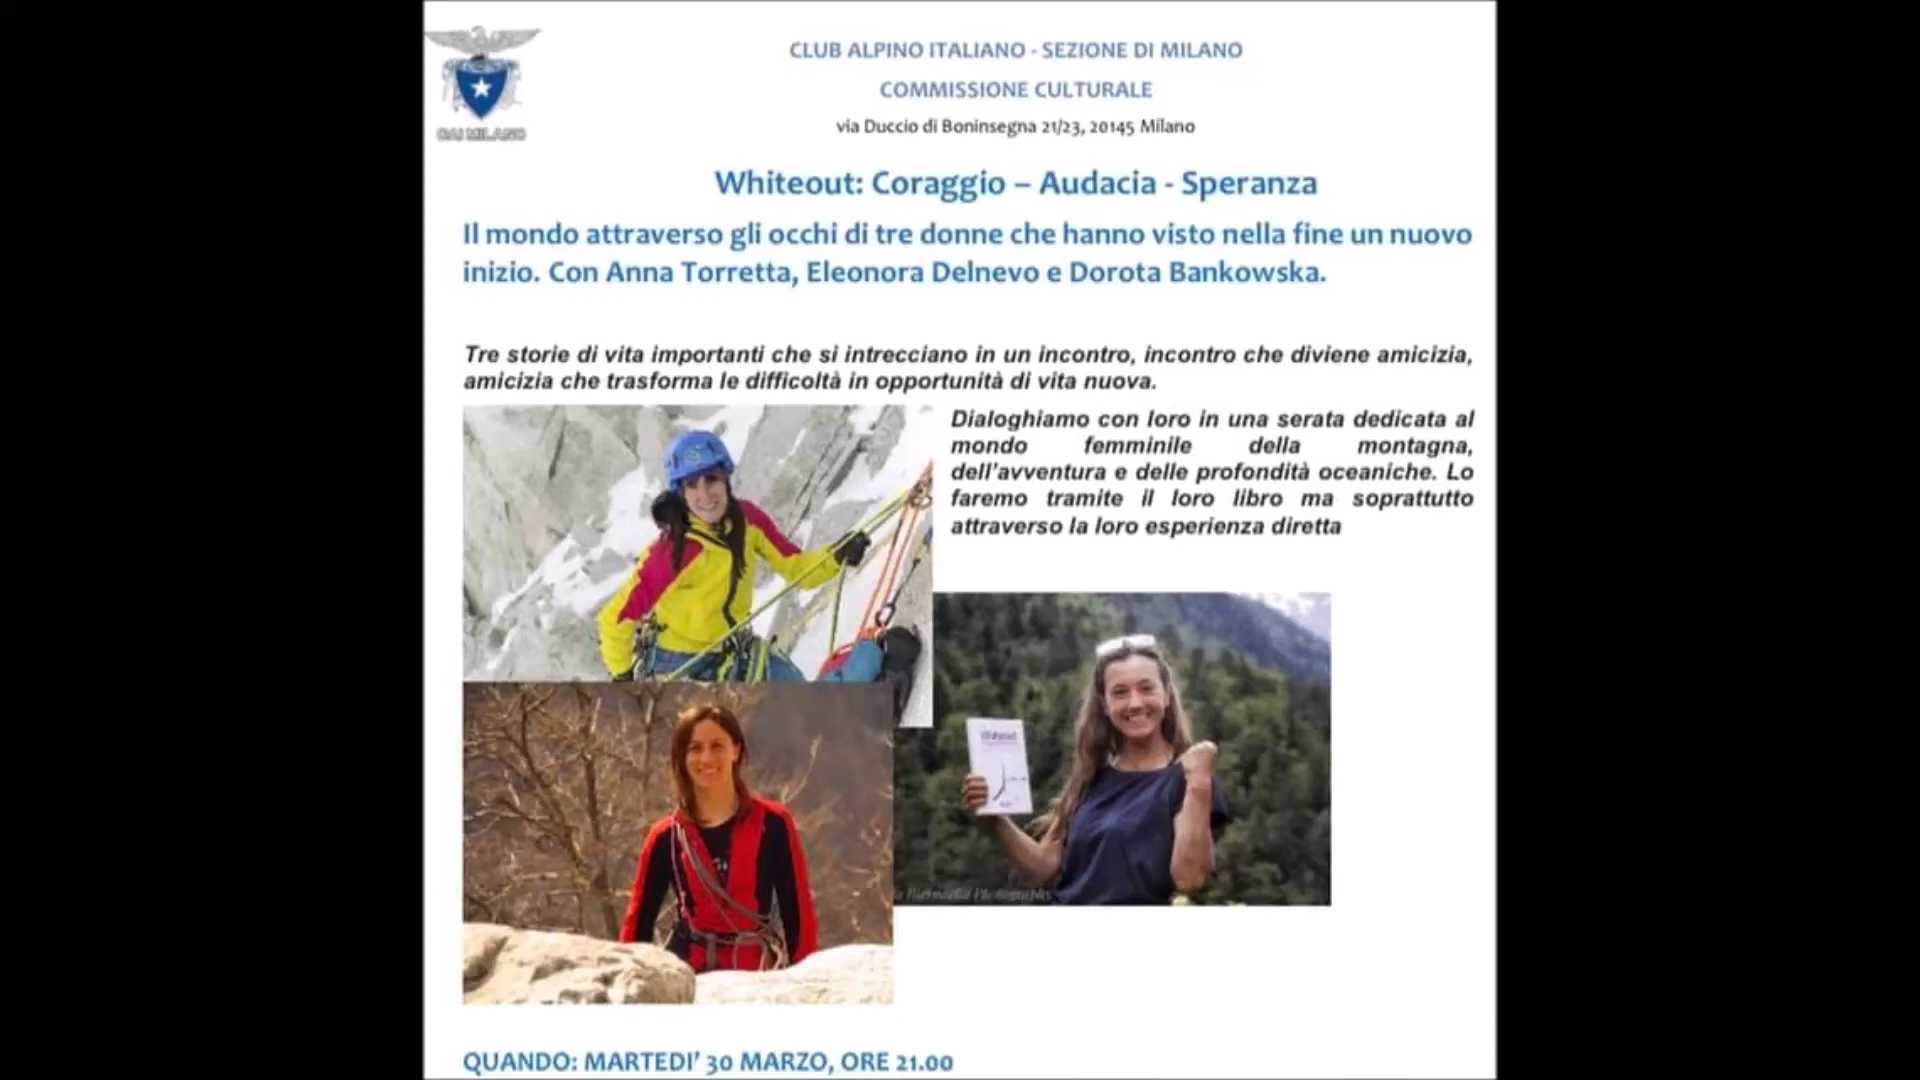 CAI MILANO
CLUB ALPINO ITALIANO - SEZIONE DI MILANO
COMMISSIONE CULTURALE
via Duccio di Boninsegna 21/23, 20145 Milano
Whiteout: Coraggio – Audacia - Speranza
Il mondo attraverso gli occhi di tre donne che hanno visto nella fine un nuovo
inizio. Con Anna Torretta, Eleonora Delnevo e Dorota Bankowska.
Tre storie di vita importanti che si intrecciano in un incontro, incontro che diviene amicizia,
amicizia che trasforma le difficoltà in opportunità di vita nuova.
Dialoghiamo con loro in una serata dedicata al
mondo femminile della montagna,
dell'avventura e delle profondità oceaniche. Lo
faremo tramite il loro libro ma soprattutto
attraverso la loro esperienza diretta
Whiteout
QUANDO: MARTEDI' 30 MARZO, ORE 21.00